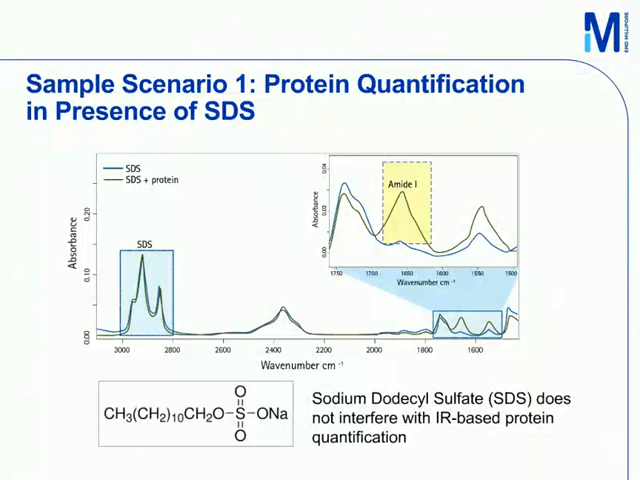 M
EMD MILLIPORE
Sample Scenario 1: Protein Quantification
in Presence of SDS
SDS
SDS + protein
Absorbance
0.20
0.10
0.00
SDS
3000 2800 2600 2400 2200 2000 1800 1600
Wavenumber cm⁻¹
Absorbance
0.04
0.02
0.00
Amide I
1750 1700 1650 1600 1550 1500
Wavenumber cm⁻¹
O
CH₃(CH₂)₁₀CH₂O–S–ONa
O
Sodium Dodecyl Sulfate (SDS) does
not interfere with IR-based protein
quantification